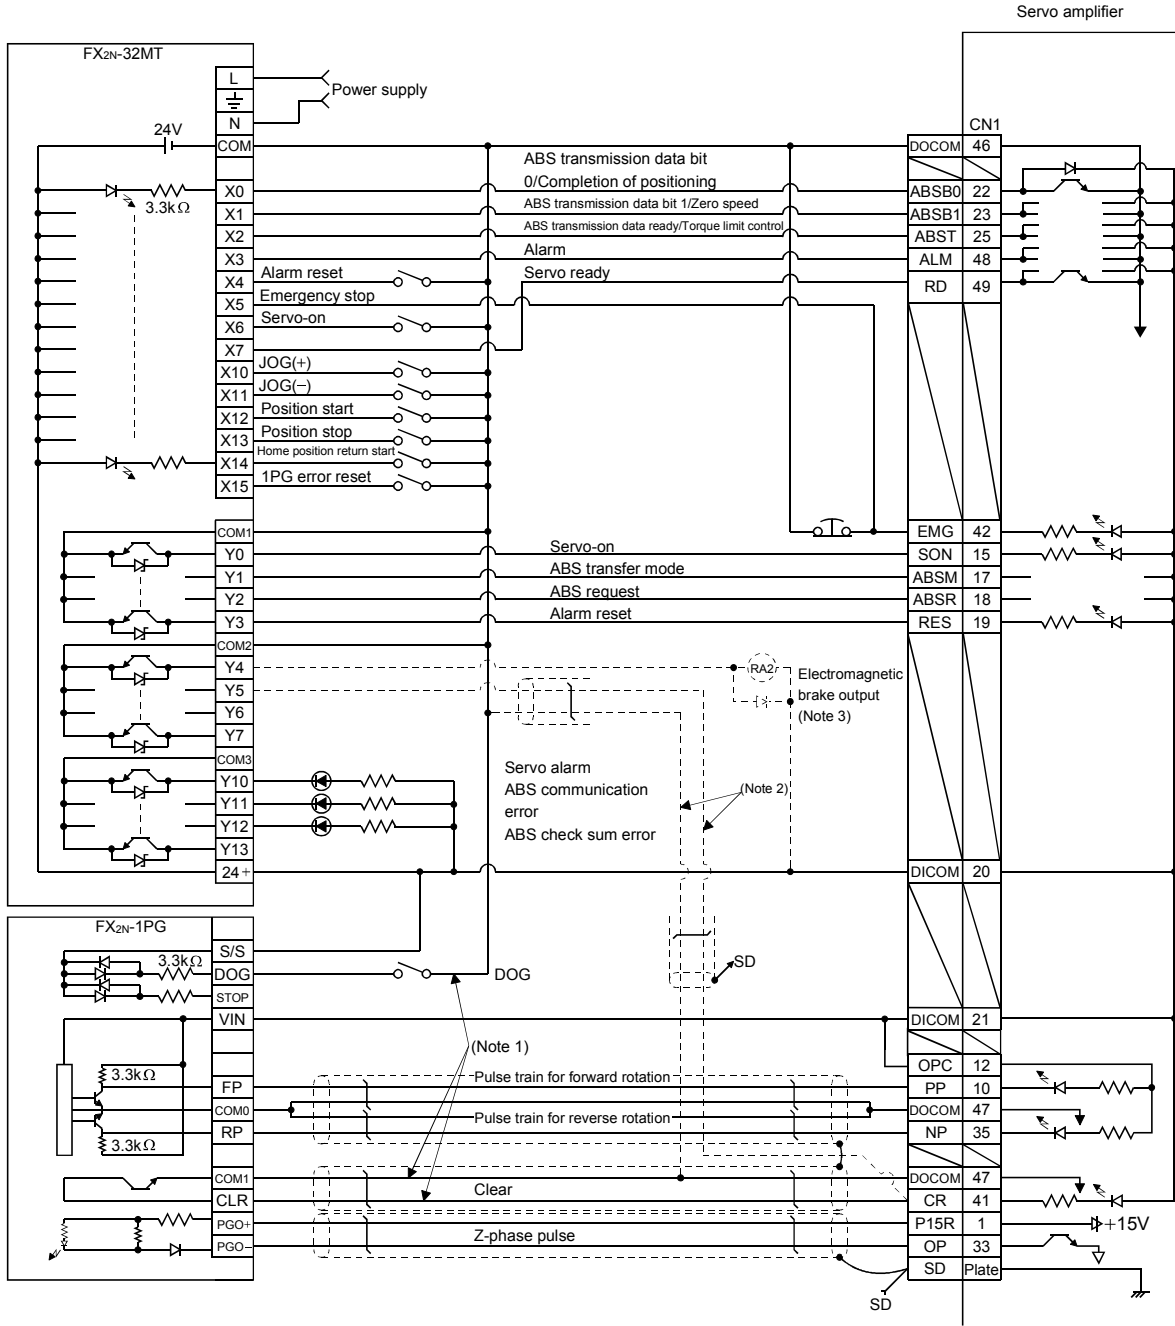 Servo amplifier
FX2N-32MT
L
Power supply
N
24V
CN1
COM
DOCOM 46
ABS transmission data bit
0/Completion of positioning
X0
ABSB0 22
3.3kΩ
ABS transmission data bit 1/Zero speed
X1
ABSB1 23
ABS transmission data ready/Torque limit control
X2
ABST 25
Alarm
X3
ALM 48
Alarm reset
Servo ready
X4
RD 49
Emergency stop
X5
Servo-on
X6
X7
JOG(+)
X10
JOG(−)
X11
Position start
X12
Position stop
X13
Home position return start
X14
1PG error reset
X15
COM1
EMG 42
Servo-on
Y0
SON 15
ABS transfer mode
Y1
ABSM 17
ABS request
Y2
ABSR 18
Alarm reset
Y3
RES 19
COM2
Y4
RA2
Electromagnetic
brake output
(Note 3)
Y5
Y6
Y7
COM3
Y10
Y11
Y12
Y13
Servo alarm
ABS communication
error
ABS check sum error
(Note 2)
24+
DICOM 20
FX2N-1PG
S/S
3.3kΩ
DOG
DOG
SD
STOP
VIN
DICOM 21
(Note 1)
OPC 12
3.3kΩ
Pulse train for forward rotation
FP
PP 10
COM0
DOCOM 47
Pulse train for reverse rotation
RP
NP 35
3.3kΩ
COM1
DOCOM 47
Clear
CLR
CR 41
PGO+
P15R 1
+15V
Z-phase pulse
PGO−
OP 33
SD Plate
SD